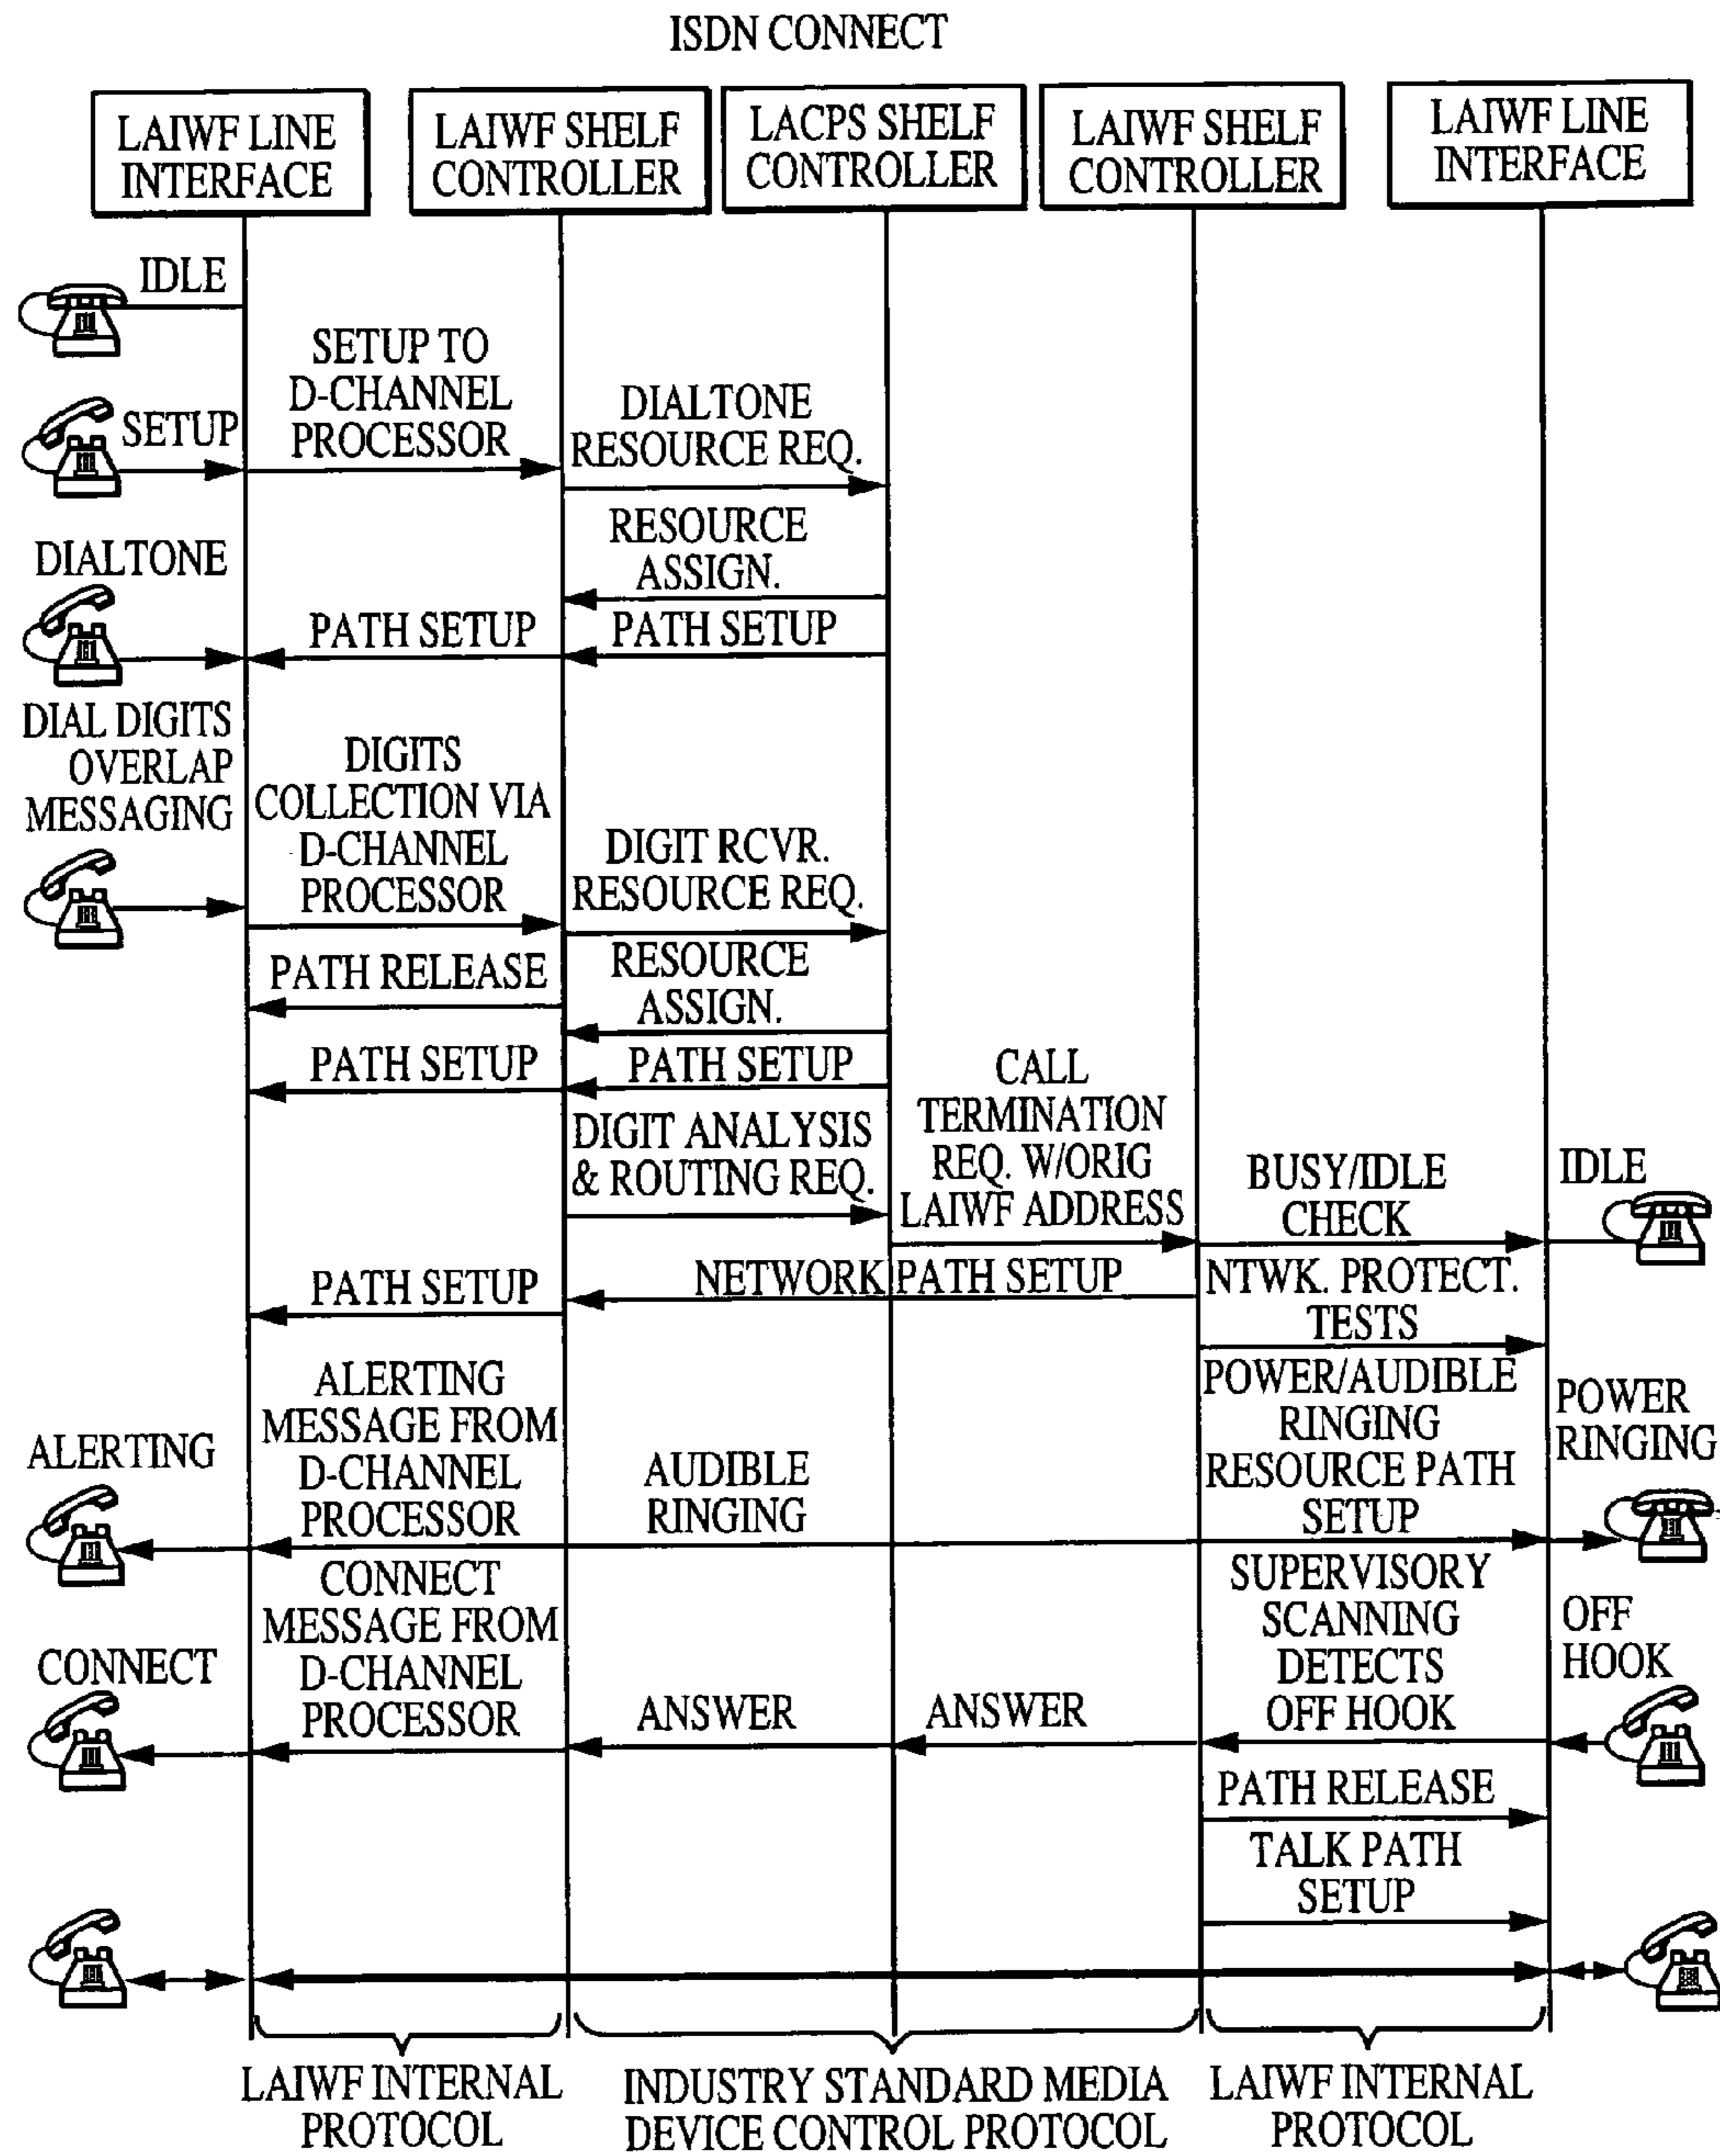 ISDN CONNECT
LAIWF LINE
INTERFACE
LAIWF SHELF
CONTROLLER
LACPS SHELF
CONTROLLER
LAIWF SHELF
CONTROLLER
LAIWF LINE
INTERFACE
IDLE
SETUP
SETUP TO
D-CHANNEL
PROCESSOR
DIALTONE
RESOURCE REQ.
RESOURCE
ASSIGN.
DIALTONE
PATH SETUP
PATH SETUP
DIAL DIGITS
OVERLAP
MESSAGING
DIGITS
COLLECTION VIA
D-CHANNEL
PROCESSOR
DIGIT RCVR.
RESOURCE REQ.
PATH RELEASE
RESOURCE
ASSIGN.
PATH SETUP
PATH SETUP
DIGIT ANALYSIS
& ROUTING REQ.
CALL
TERMINATION
REQ. W/ORIG
LAIWF ADDRESS
BUSY/IDLE
CHECK
IDLE
PATH SETUP
NETWORK PATH SETUP
NTWK. PROTECT.
TESTS
ALERTING
ALERTING
MESSAGE FROM
D-CHANNEL
PROCESSOR
AUDIBLE
RINGING
POWER/AUDIBLE
RINGING
RESOURCE PATH
SETUP
POWER
RINGING
CONNECT
CONNECT
MESSAGE FROM
D-CHANNEL
PROCESSOR
ANSWER
ANSWER
SUPERVISORY
SCANNING
DETECTS
OFF HOOK
OFF
HOOK
PATH RELEASE
TALK PATH
SETUP
LAIWF INTERNAL
PROTOCOL
INDUSTRY STANDARD MEDIA
DEVICE CONTROL PROTOCOL
LAIWF INTERNAL
PROTOCOL